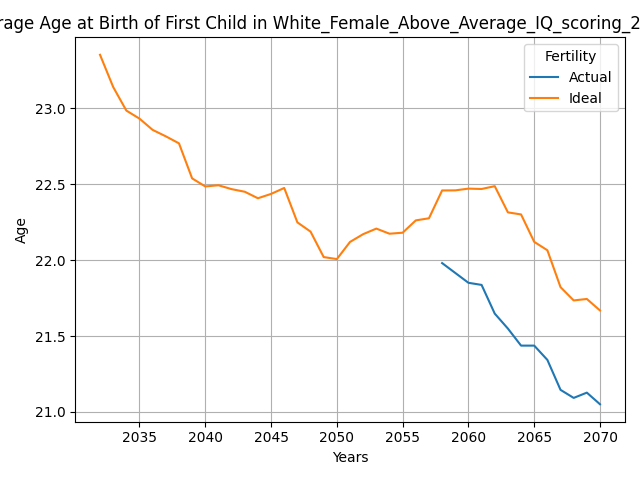 rage Age at Birth of First Child in White_Female_Above_Average_IQ_scoring_2
Fertility
Actual
Ideal
23.0
22.5
22.0
21.5
21.0
Age
2035 2040 2045 2050 2055 2060 2065 2070
Years